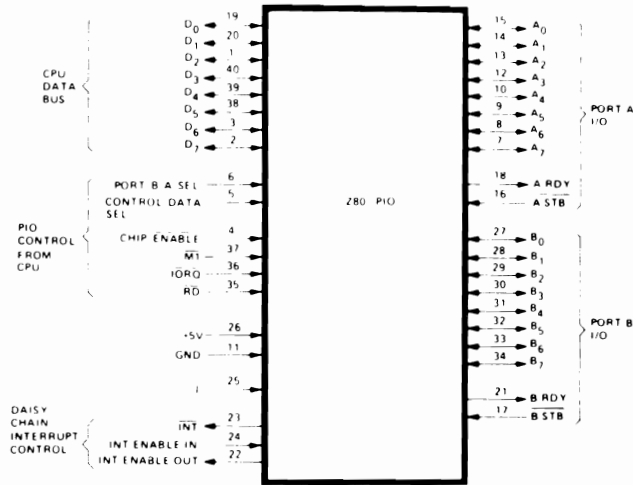 CPU
DATA
BUS
D0 19
D1 20
D2 1
D3 40
D4 39
D5 38
D6 3
D7 2
PIO
CONTROL
FROM
CPU
PORT B A SEL 6
CONTROL DATA 5
SEL
CHIP ENABLE 4
M1 37
IORQ 36
RD 35
+5V 26
GND 11
25
DAISY
CHAIN
INTERRUPT
CONTROL
INT 23
INT ENABLE IN 24
INT ENABLE OUT 22
Z80 PIO
15 A0
14 A1
13 A2
12 A3
10 A4
9 A5
8 A6
7 A7
18 A RDY
16 A STB
PORT A
I/O
27 B0
28 B1
29 B2
30 B3
31 B4
32 B5
33 B6
34 B7
21 B RDY
17 B STB
PORT B
I/O